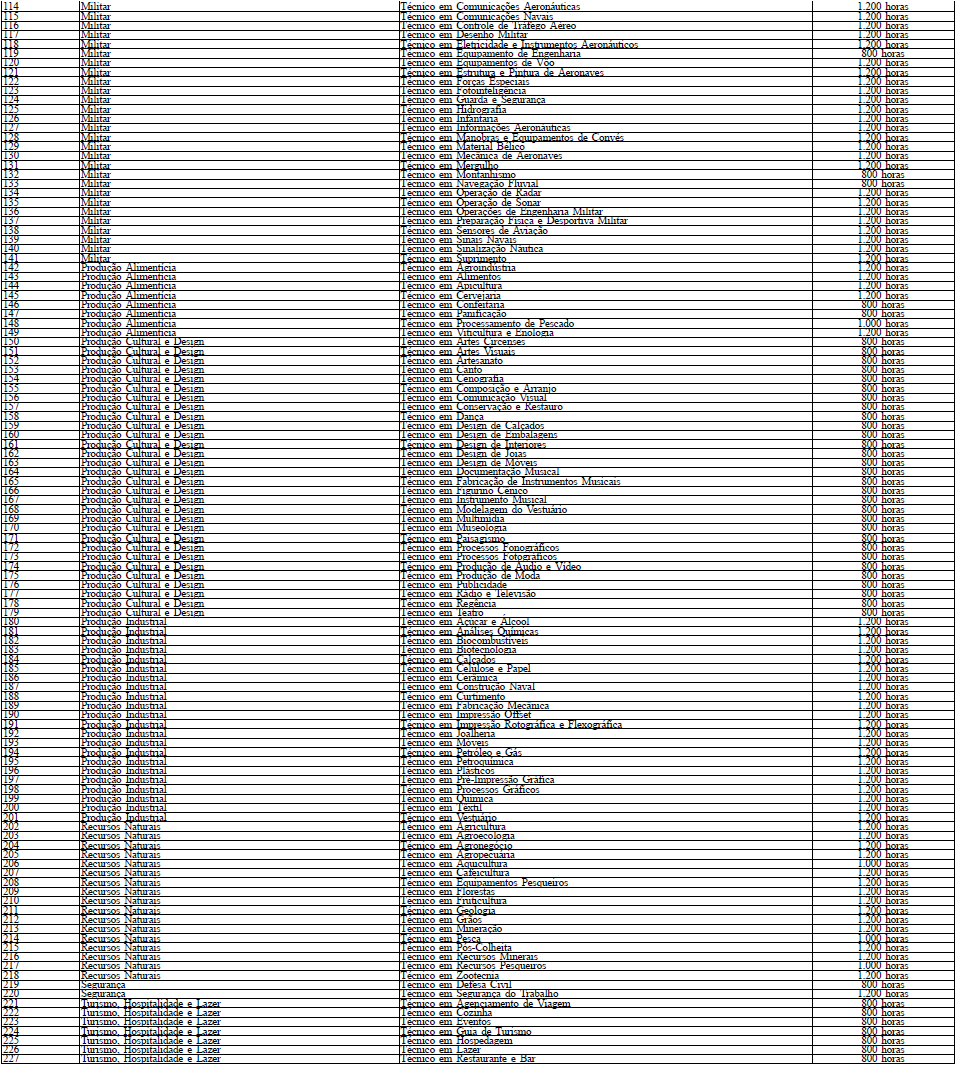 114 Militar Técnico em Comunicações Aeronáuticas 1.200 horas
115 Militar Técnico em Comunicações Navais 1.200 horas
116 Militar Técnico em Controle de Tráfego Aéreo 1.200 horas
117 Militar Técnico em Desenho Militar 1.200 horas
118 Militar Técnico em Eletricidade e Instrumentos Aeronáuticos 1.200 horas
119 Militar Técnico em Equipamento de Engenharia 800 horas
120 Militar Técnico em Equipamentos de Vôo 1.200 horas
121 Militar Técnico em Estrutura e Pintura de Aeronaves 1.200 horas
122 Militar Técnico em Forças Especiais 1.200 horas
123 Militar Técnico em Fotointeligência 1.200 horas
124 Militar Técnico em Guarda e Segurança 1.200 horas
125 Militar Técnico em Hidrografia 1.200 horas
126 Militar Técnico em Infantaria 1.200 horas
127 Militar Técnico em Informações Aeronáuticas 1.200 horas
128 Militar Técnico em Manobras e Equipamentos de Convés 1.200 horas
129 Militar Técnico em Material Bélico 1.200 horas
130 Militar Técnico em Mecânica de Aeronaves 1.200 horas
131 Militar Técnico em Mergulho 1.200 horas
132 Militar Técnico em Montanhismo 800 horas
133 Militar Técnico em Navegação Fluvial 800 horas
134 Militar Técnico em Operação de Radar 1.200 horas
135 Militar Técnico em Operação de Sonar 1.200 horas
136 Militar Técnico em Operações de Engenharia Militar 1.200 horas
137 Militar Técnico em Preparação Física e Desportiva Militar 1.200 horas
138 Militar Técnico em Sensores de Aviação 1.200 horas
139 Militar Técnico em Sinais Navais 1.200 horas
140 Militar Técnico em Sinalização Náutica 1.200 horas
141 Militar Técnico em Suprimento 1.200 horas
142 Produção Alimentícia Técnico em Agroindústria 1.200 horas
143 Produção Alimentícia Técnico em Alimentos 1.200 horas
144 Produção Alimentícia Técnico em Apicultura 1.200 horas
145 Produção Alimentícia Técnico em Cervejaria 1.200 horas
146 Produção Alimentícia Técnico em Confeitaria 800 horas
147 Produção Alimentícia Técnico em Panificação 800 horas
148 Produção Alimentícia Técnico em Processamento de Pescado 1.000 horas
149 Produção Alimentícia Técnico em Viticultura e Enologia 1.200 horas
150 Produção Cultural e Design Técnico em Artes Circenses 800 horas
151 Produção Cultural e Design Técnico em Artes Visuais 800 horas
152 Produção Cultural e Design Técnico em Artesanato 800 horas
153 Produção Cultural e Design Técnico em Canto 800 horas
154 Produção Cultural e Design Técnico em Cenografia 800 horas
155 Produção Cultural e Design Técnico em Composição e Arranjo 800 horas
156 Produção Cultural e Design Técnico em Comunicação Visual 800 horas
157 Produção Cultural e Design Técnico em Conservação e Restauro 800 horas
158 Produção Cultural e Design Técnico em Dança 800 horas
159 Produção Cultural e Design Técnico em Design de Calçados 800 horas
160 Produção Cultural e Design Técnico em Design de Embalagens 800 horas
161 Produção Cultural e Design Técnico em Design de Interiores 800 horas
162 Produção Cultural e Design Técnico em Design de Jóias 800 horas
163 Produção Cultural e Design Técnico em Design de Móveis 800 horas
164 Produção Cultural e Design Técnico em Documentação Musical 800 horas
165 Produção Cultural e Design Técnico em Fabricação de Instrumentos Musicais 800 horas
166 Produção Cultural e Design Técnico em Figurino Cênico 800 horas
167 Produção Cultural e Design Técnico em Instrumento Musical 800 horas
168 Produção Cultural e Design Técnico em Modelagem do Vestuário 800 horas
169 Produção Cultural e Design Técnico em Multimídia 800 horas
170 Produção Cultural e Design Técnico em Museologia 800 horas
171 Produção Cultural e Design Técnico em Paisagismo 800 horas
172 Produção Cultural e Design Técnico em Processos Fonográficos 800 horas
173 Produção Cultural e Design Técnico em Processos Fotográficos 800 horas
174 Produção Cultural e Design Técnico em Produção de Áudio e Vídeo 800 horas
175 Produção Cultural e Design Técnico em Produção de Moda 800 horas
176 Produção Cultural e Design Técnico em Publicidade 800 horas
177 Produção Cultural e Design Técnico em Rádio e Televisão 800 horas
178 Produção Cultural e Design Técnico em Regência 800 horas
179 Produção Cultural e Design Técnico em Teatro 800 horas
180 Produção Industrial Técnico em Açúcar e Álcool 1.200 horas
181 Produção Industrial Técnico em Análises Químicas 1.200 horas
182 Produção Industrial Técnico em Biocombustíveis 1.200 horas
183 Produção Industrial Técnico em Biotecnologia 1.200 horas
184 Produção Industrial Técnico em Calçados 1.200 horas
185 Produção Industrial Técnico em Celulose e Papel 1.200 horas
186 Produção Industrial Técnico em Cerâmica 1.200 horas
187 Produção Industrial Técnico em Construção Naval 1.200 horas
188 Produção Industrial Técnico em Curtimento 1.200 horas
189 Produção Industrial Técnico em Fabricação Mecânica 1.200 horas
190 Produção Industrial Técnico em Impressão Offset 1.200 horas
191 Produção Industrial Técnico em Impressão Rotográfica e Flexográfica 1.200 horas
192 Produção Industrial Técnico em Joalheria 1.200 horas
193 Produção Industrial Técnico em Móveis 1.200 horas
194 Produção Industrial Técnico em Petróleo e Gás 1.200 horas
195 Produção Industrial Técnico em Petroquímica 1.200 horas
196 Produção Industrial Técnico em Plásticos 1.200 horas
197 Produção Industrial Técnico em Pré-Impressão Gráfica 1.200 horas
198 Produção Industrial Técnico em Processos Gráficos 1.200 horas
199 Produção Industrial Técnico em Química 1.200 horas
200 Produção Industrial Técnico em Têxtil 1.200 horas
201 Produção Industrial Técnico em Vestuário 1.200 horas
202 Recursos Naturais Técnico em Agricultura 1.200 horas
203 Recursos Naturais Técnico em Agroecologia 1.200 horas
204 Recursos Naturais Técnico em Agronegócio 1.200 horas
205 Recursos Naturais Técnico em Agropecuária 1.200 horas
206 Recursos Naturais Técnico em Aquicultura 1.000 horas
207 Recursos Naturais Técnico em Cafeicultura 1.200 horas
208 Recursos Naturais Técnico em Equipamentos Pesqueiros 1.200 horas
209 Recursos Naturais Técnico em Florestas 1.200 horas
210 Recursos Naturais Técnico em Fruticultura 1.200 horas
211 Recursos Naturais Técnico em Geologia 1.200 horas
212 Recursos Naturais Técnico em Grãos 1.200 horas
213 Recursos Naturais Técnico em Mineração 1.200 horas
214 Recursos Naturais Técnico em Pesca 1.000 horas
215 Recursos Naturais Técnico em Pós-Colheita 1.200 horas
216 Recursos Naturais Técnico em Recursos Minerais 1.200 horas
217 Recursos Naturais Técnico em Recursos Pesqueiros 1.000 horas
218 Recursos Naturais Técnico em Zootecnia 1.200 horas
219 Segurança Técnico em Defesa Civil 800 horas
220 Segurança Técnico em Segurança do Trabalho 1.200 horas
221 Turismo, Hospitalidade e Lazer Técnico em Agenciamento de Viagem 800 horas
222 Turismo, Hospitalidade e Lazer Técnico em Cozinha 800 horas
223 Turismo, Hospitalidade e Lazer Técnico em Eventos 800 horas
224 Turismo, Hospitalidade e Lazer Técnico em Guia de Turismo 800 horas
225 Turismo, Hospitalidade e Lazer Técnico em Hospedagem 800 horas
226 Turismo, Hospitalidade e Lazer Técnico em Lazer 800 horas
227 Turismo, Hospitalidade e Lazer Técnico em Restaurante e Bar 800 horas